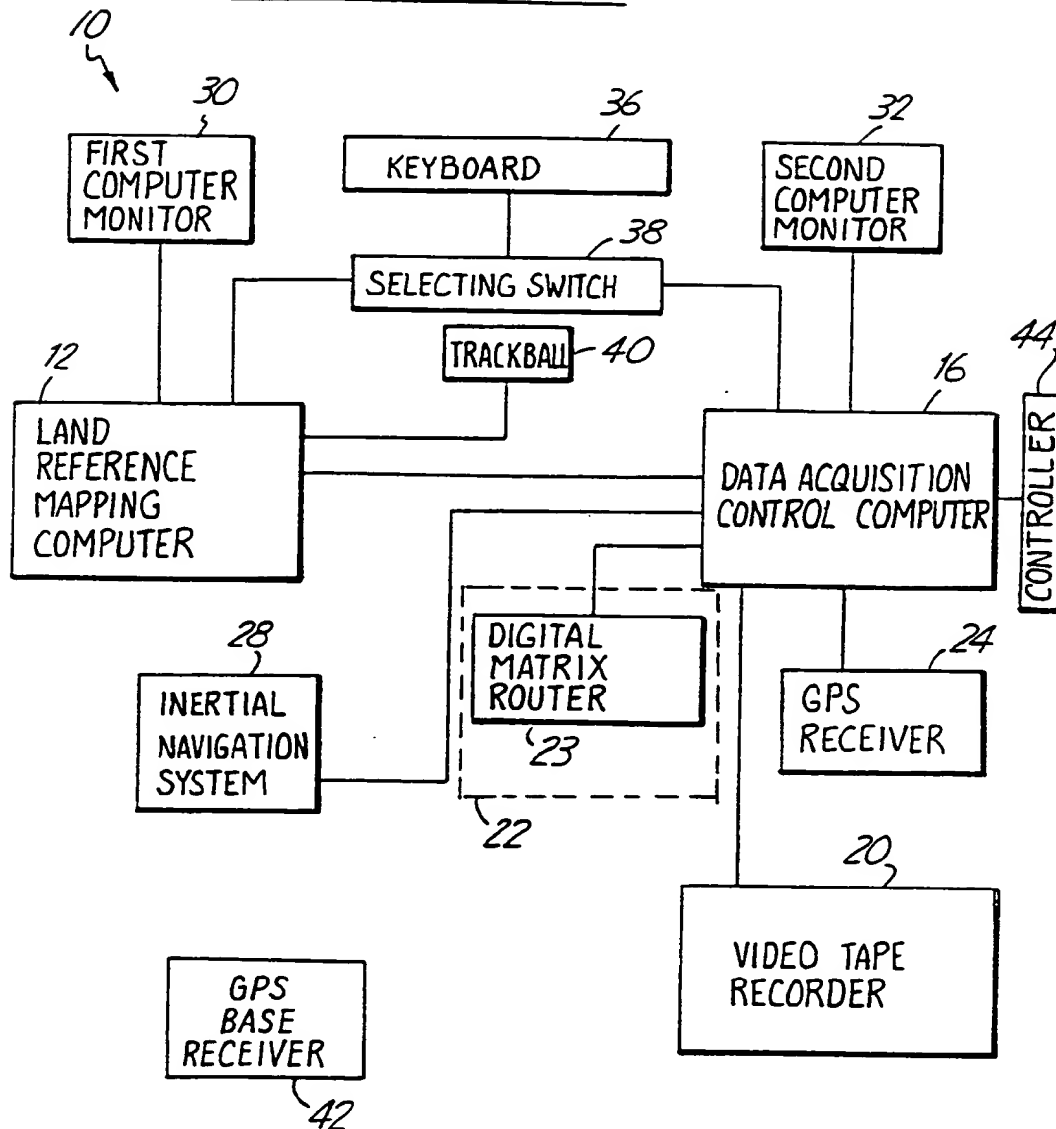 10
30
FIRST
COMPUTER
MONITOR
36
KEYBOARD
32
SECOND
COMPUTER
MONITOR
38
SELECTING SWITCH
TRACKBALL
40
12
LAND
REFERENCE
MAPPING
COMPUTER
16
DATA ACQUISITION
CONTROL COMPUTER
44
CONTROLLER
28
INERTIAL
NAVIGATION
SYSTEM
DIGITAL
MATRIX
ROUTER
23
22
24
GPS
RECEIVER
20
VIDEO TAPE
RECORDER
GPS
BASE
RECEIVER
42